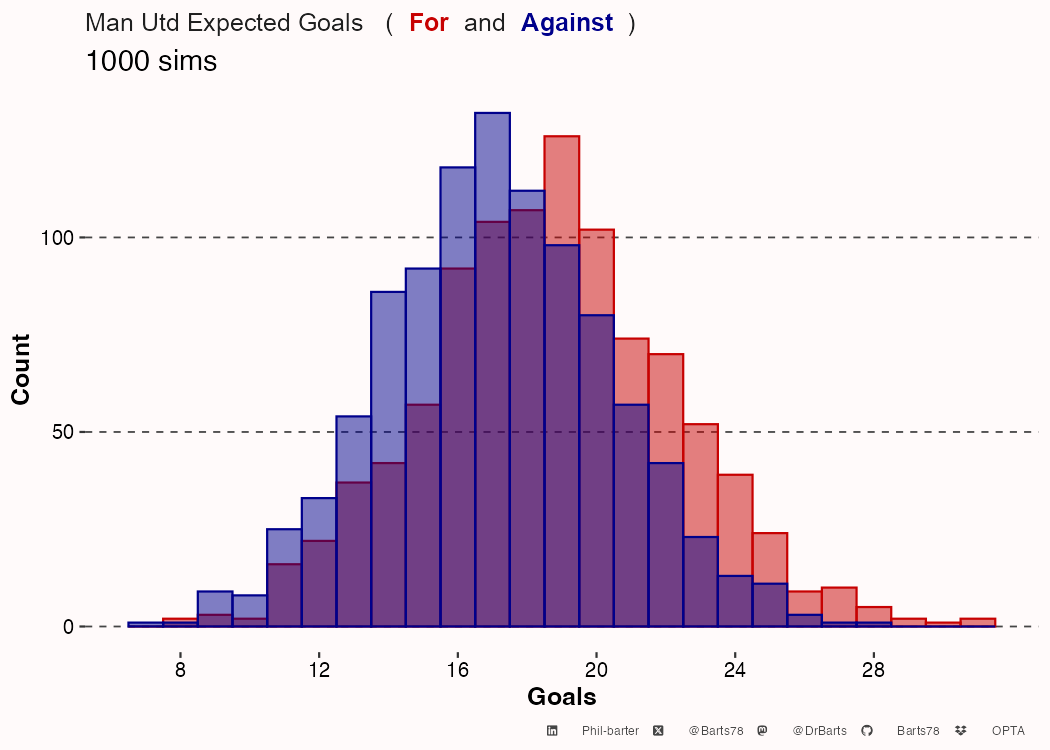 Man Utd Expected Goals ( For and Against )
1000 sims
100
50
0
Count
8 12 16 20 24 28
Goals
Phil-barter @Barts78 @DrBarts Barts78 OPTA